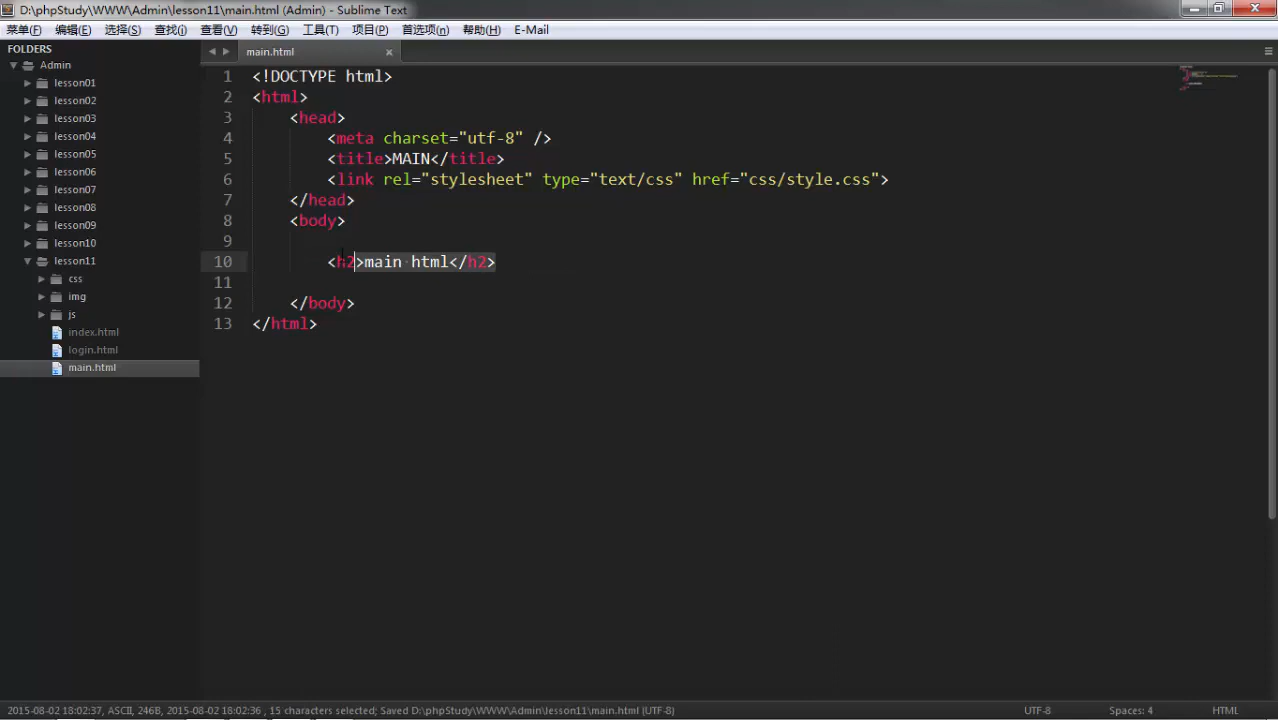 D:\phpStudy\WWW\Admin\lesson11\main.html (Admin) - Sublime Text
菜单(F) 编辑(E) 选择(S) 查找(I) 查看(V) 转到(G) 工具(T) 项目(P) 首选项(n) 帮助(H) E-Mail
FOLDERS
Admin
lesson01
lesson02
lesson03
lesson04
lesson05
lesson06
lesson07
lesson08
lesson09
lesson10
lesson11
css
img
js
index.html
login.html
main.html
main.html
1 <!DOCTYPE html>
2 <html>
3 <head>
4 <meta charset="utf-8" />
5 <title>MAIN</title>
6 <link rel="stylesheet" type="text/css" href="css/style.css">
7 </head>
8 <body>
9
10 <h2>main html</h2>
11
12 </body>
13 </html>
2015-08-02 18:02:37, ASCII, 246B, 2015-08-02 18:02:36 , 15 characters selected; Saved D:\phpStudy\WWW\Admin\lesson11\main.html (UTF-8) UTF-8 Spaces: 4 HTML